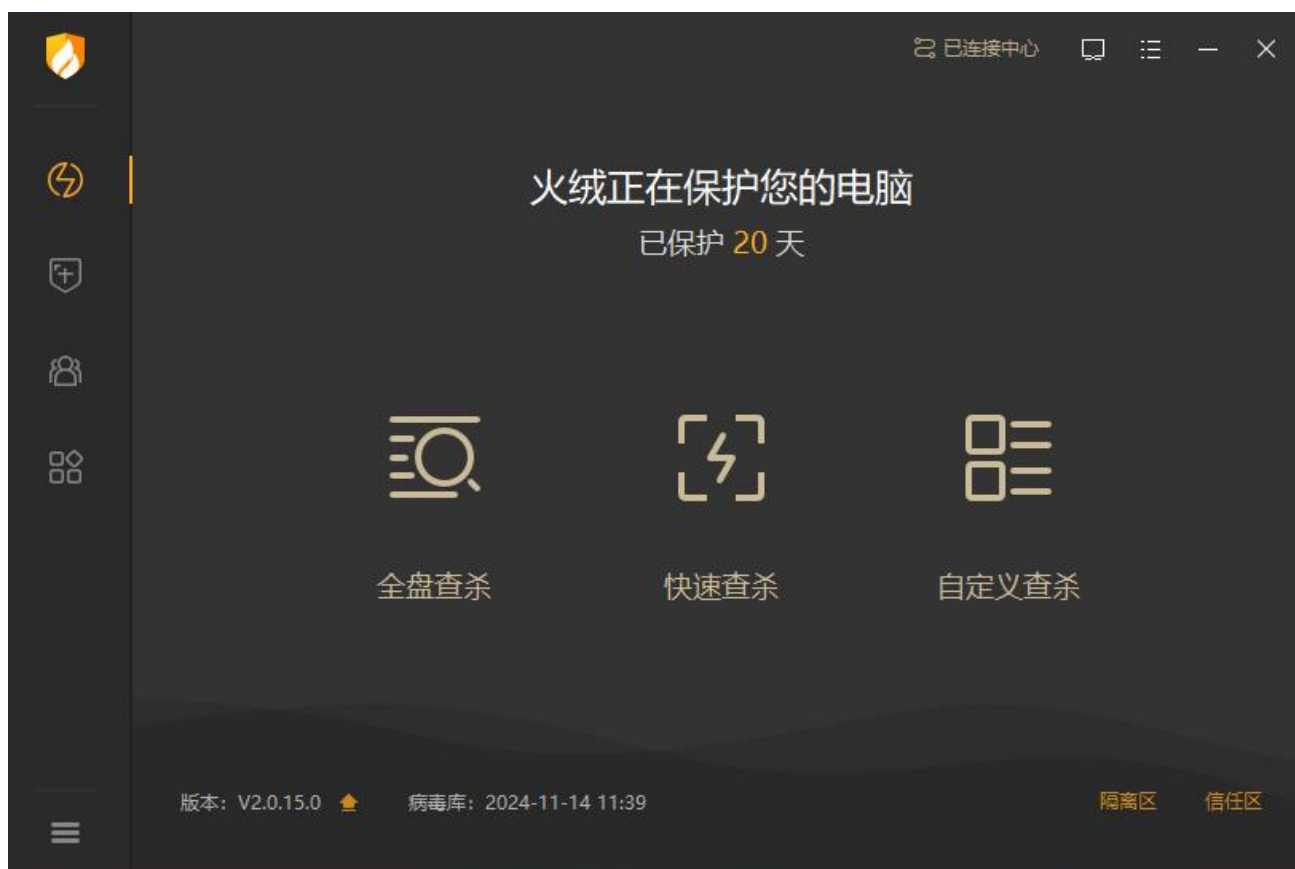 已连接中心
火绒正在保护您的电脑
已保护 20 天
全盘查杀 快速查杀 自定义查杀
版本：V2.0.15.0 病毒库：2024-11-14 11:39 隔离区 信任区